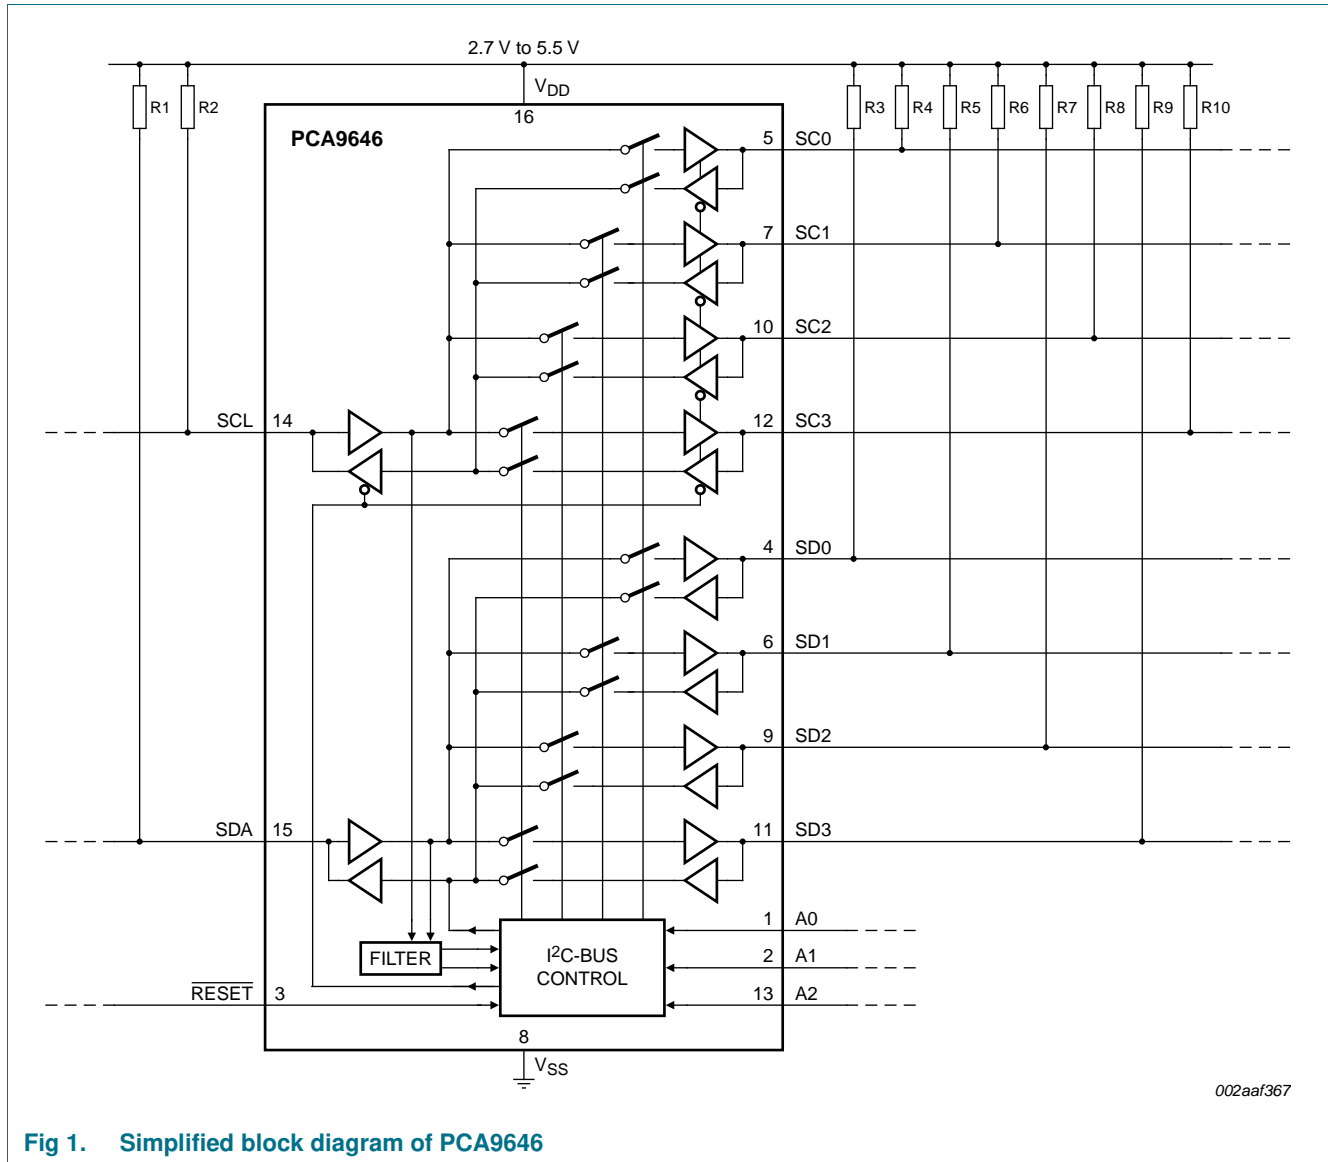 2.7 V to 5.5 V
VDD
16
R1
R2
R3
R4
R5
R6
R7
R8
R9
R10
PCA9646
5 SC0
7 SC1
10 SC2
SCL 14
12 SC3
4 SD0
6 SD1
9 SD2
SDA 15
11 SD3
1 A0
FILTER
I2C-BUS
CONTROL
2 A1
RESET 3
13 A2
8
VSS
002aaf367
Fig 1. Simplified block diagram of PCA9646